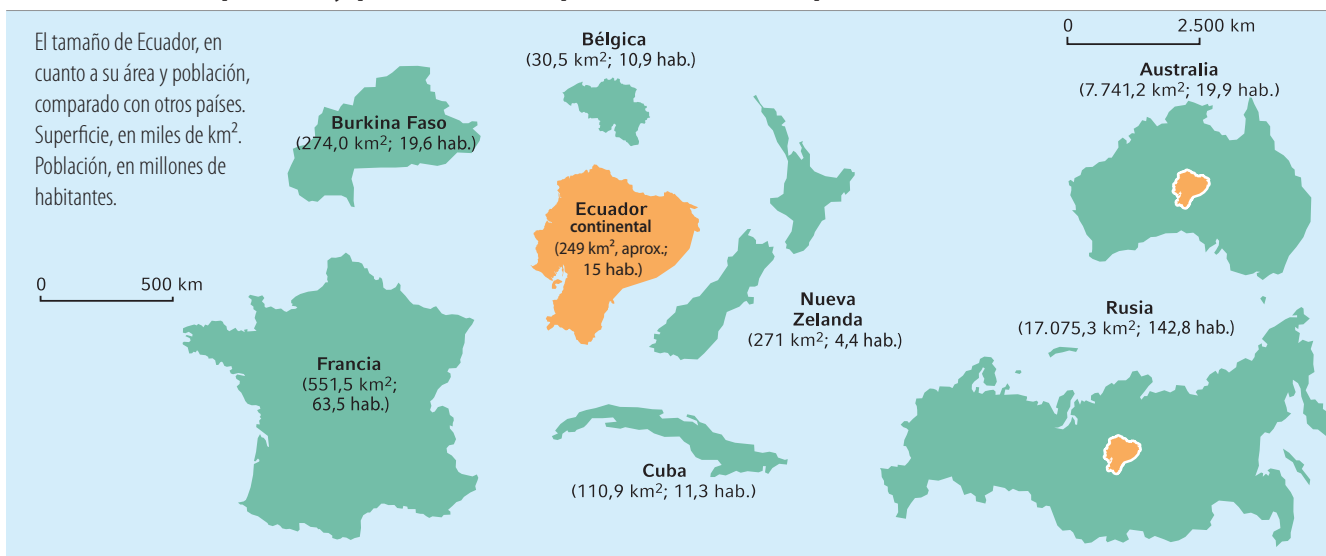 El tamaño de Ecuador, en
cuanto a su área y población,
comparado con otros países.
Superficie, en miles de km².
Población, en millones de
habitantes.
0 500 km
Burkina Faso
(274,0 km²; 19,6 hab.)
Bélgica
(30,5 km²; 10,9 hab.)
Ecuador
continental
(249 km², aprox.;
15 hab.)
Francia
(551,5 km²;
63,5 hab.)
Nueva
Zelanda
(271 km²; 4,4 hab.)
Cuba
(110,9 km²; 11,3 hab.)
0 2.500 km
Australia
(7.741,2 km²; 19,9 hab.)
Rusia
(17.075,3 km²; 142,8 hab.)